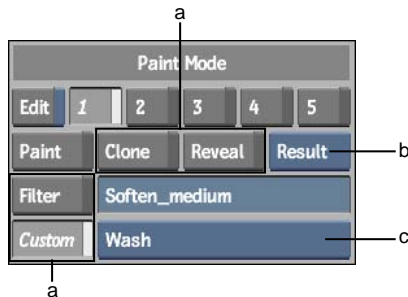 a
Paint Mode
Edit 1 2 3 4 5
Paint Clone Reveal Result b
Filter Soften_medium
Custom Wash c
a